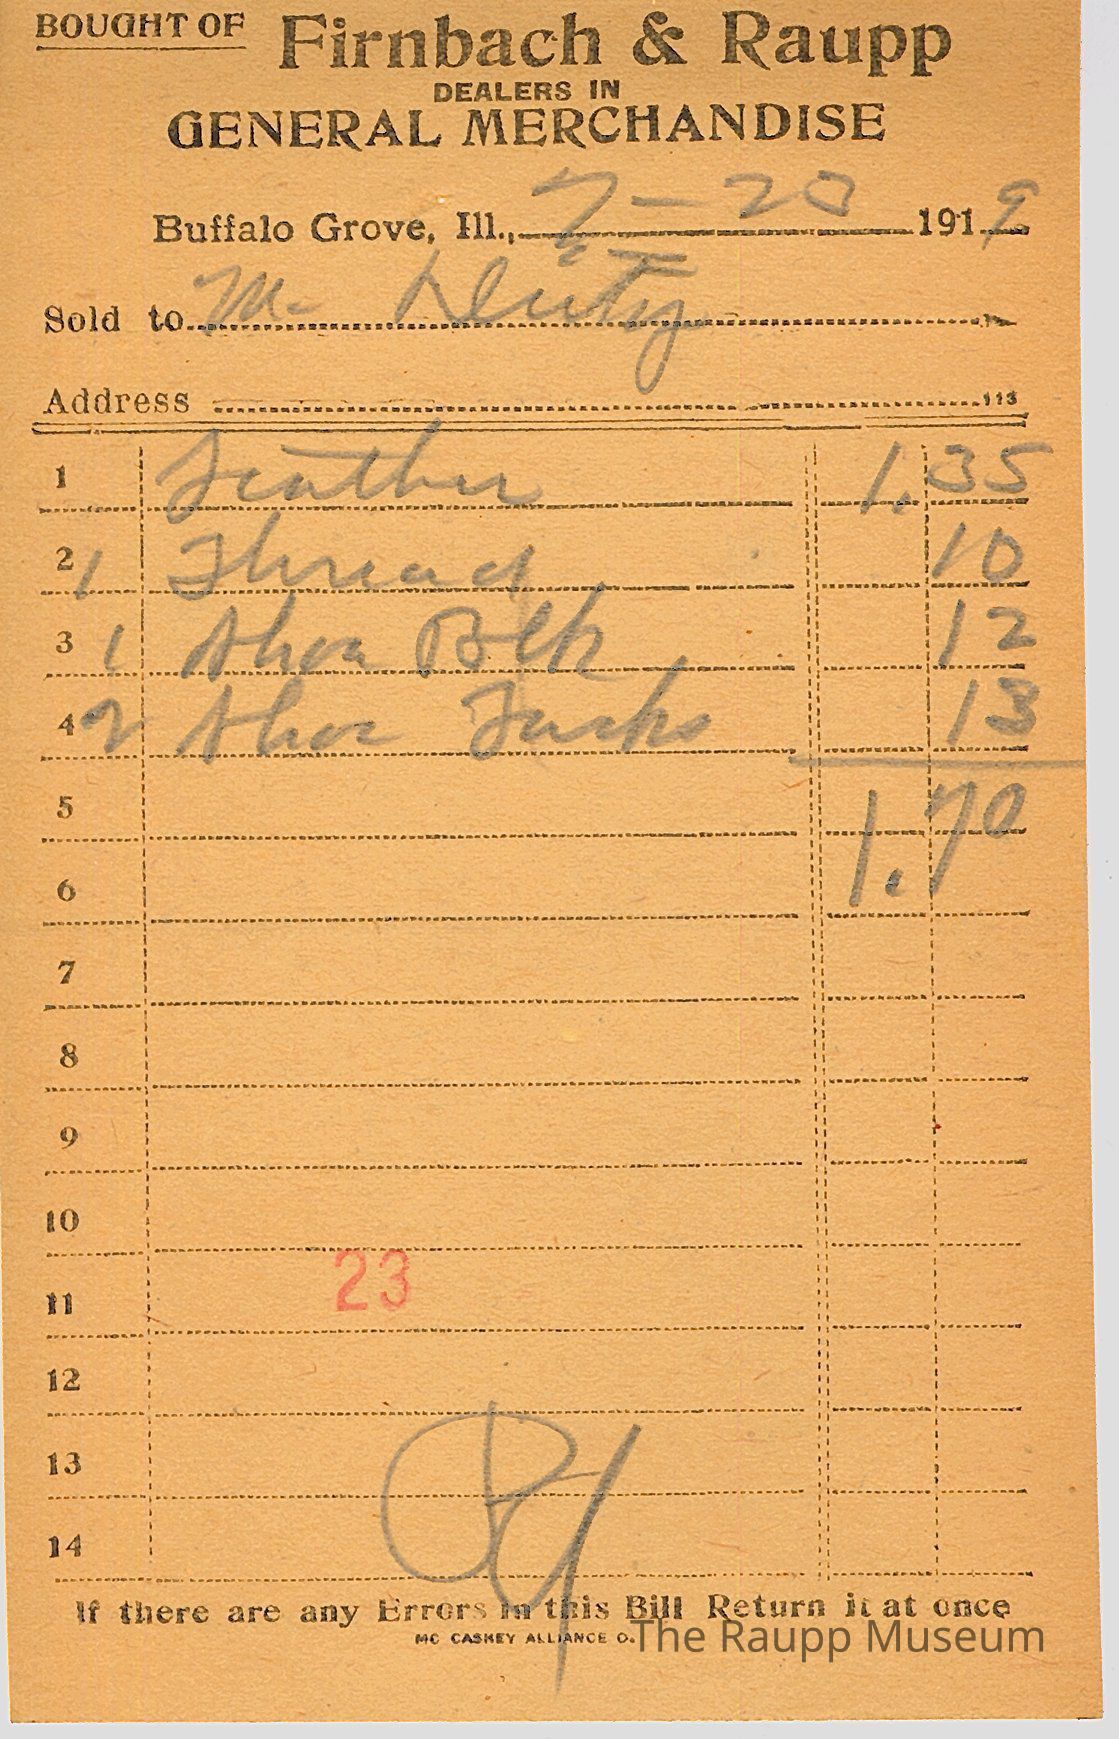 BOUGHT OF Firnbach & Raupp
DEALERS IN
GENERAL MERCHANDISE
Buffalo Grove, Ill., 7-20 1919
Sold to M
Address 113
1 Leather 1.35
2 1 Thread 10
3 1 Shoe Blk 12
4 2 Shoe Tacks 13
5 1.70
6
7
8
9
10
23
11
12
13
14
If there are any Errors in this Bill Return it at once
MC CASKEY ALLIANCE O.
The Raupp Museum